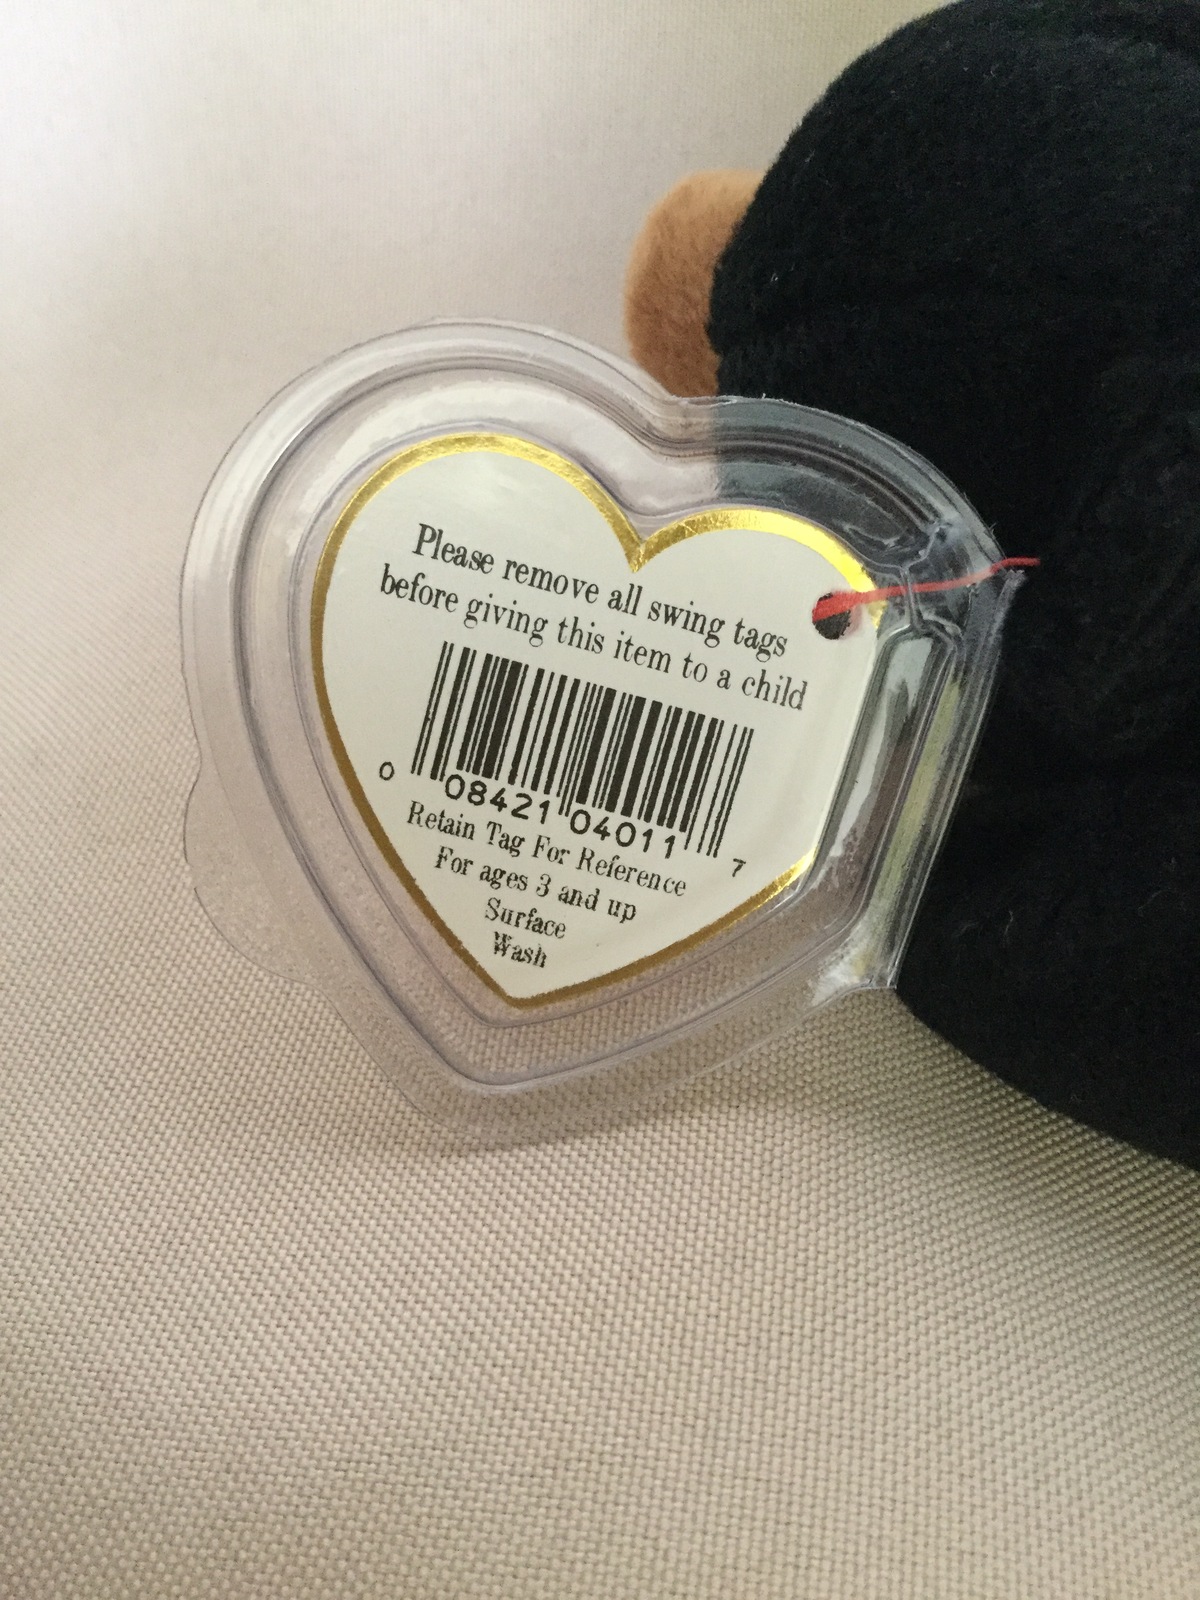 Please remove all swing tags
before giving this item to a child
0 08421 04011 7
Retain Tag For Reference
For ages 3 and up
Surface
Wash